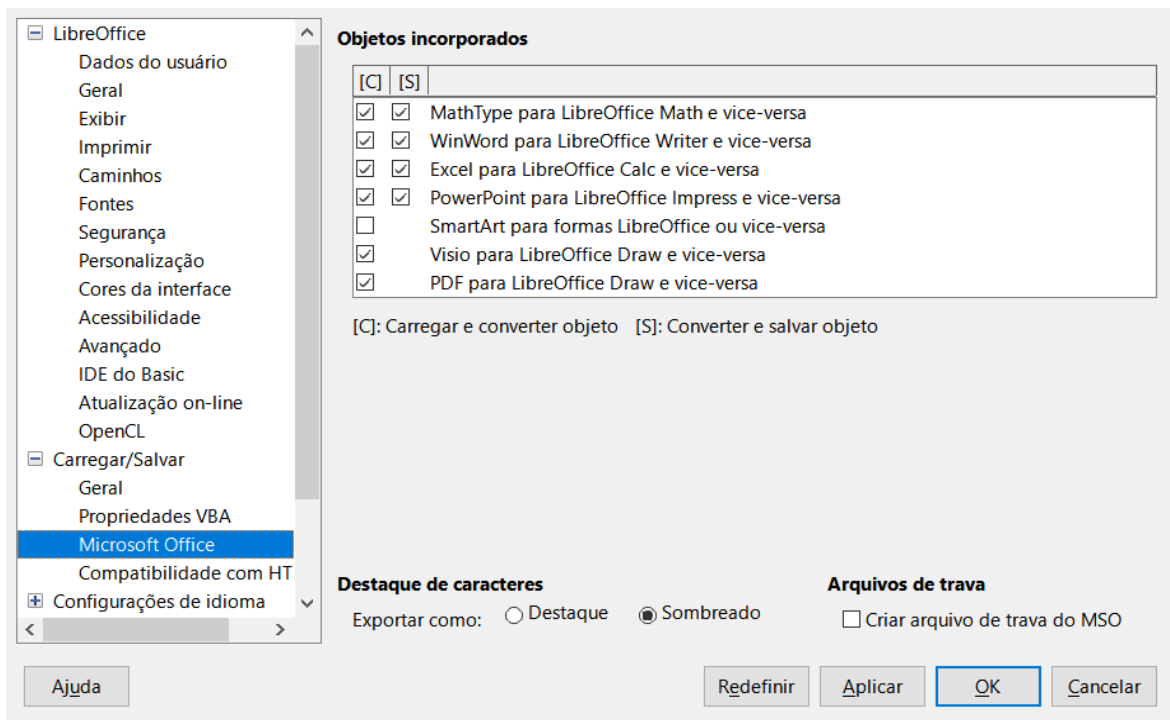 LibreOffice
Dados do usuário
Geral
Exibir
Imprimir
Caminhos
Fontes
Segurança
Personalização
Cores da interface
Acessibilidade
Avançado
IDE do Basic
Atualização on-line
OpenCL
Carregar/Salvar
Geral
Propriedades VBA
Microsoft Office
Compatibilidade com HT
Configurações de idioma
Objetos incorporados
[C] [S]
MathType para LibreOffice Math e vice-versa
WinWord para LibreOffice Writer e vice-versa
Excel para LibreOffice Calc e vice-versa
PowerPoint para LibreOffice Impress e vice-versa
SmartArt para formas LibreOffice ou vice-versa
Visio para LibreOffice Draw e vice-versa
PDF para LibreOffice Draw e vice-versa
[C]: Carregar e converter objeto [S]: Converter e salvar objeto
Destaque de caracteres
Exportar como: Destaque Sombreado
Arquivos de trava
Criar arquivo de trava do MSO
Ajuda Redefinir Aplicar OK Cancelar